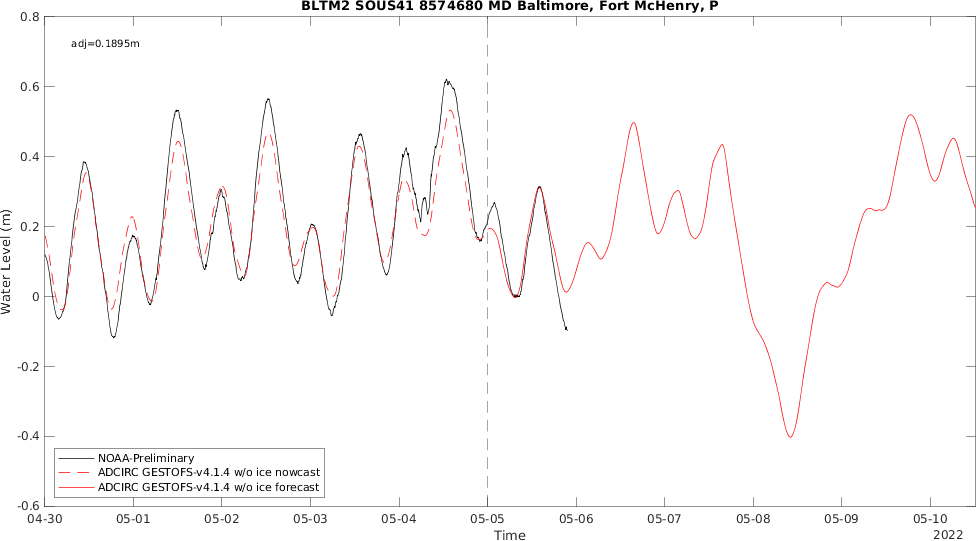 BLTM2 SOUS41 8574680 MD Baltimore, Fort McHenry, P
adj=0.1895m
0.8
0.6
0.4
0.2
0
-0.2
-0.4
-0.6
Water Level (m)
NOAA-Preliminary
ADCIRC GESTOFS-v4.1.4 w/o ice nowcast
ADCIRC GESTOFS-v4.1.4 w/o ice forecast
04-30 05-01 05-02 05-03 05-04 05-05 05-06 05-07 05-08 05-09 05-10
Time
2022